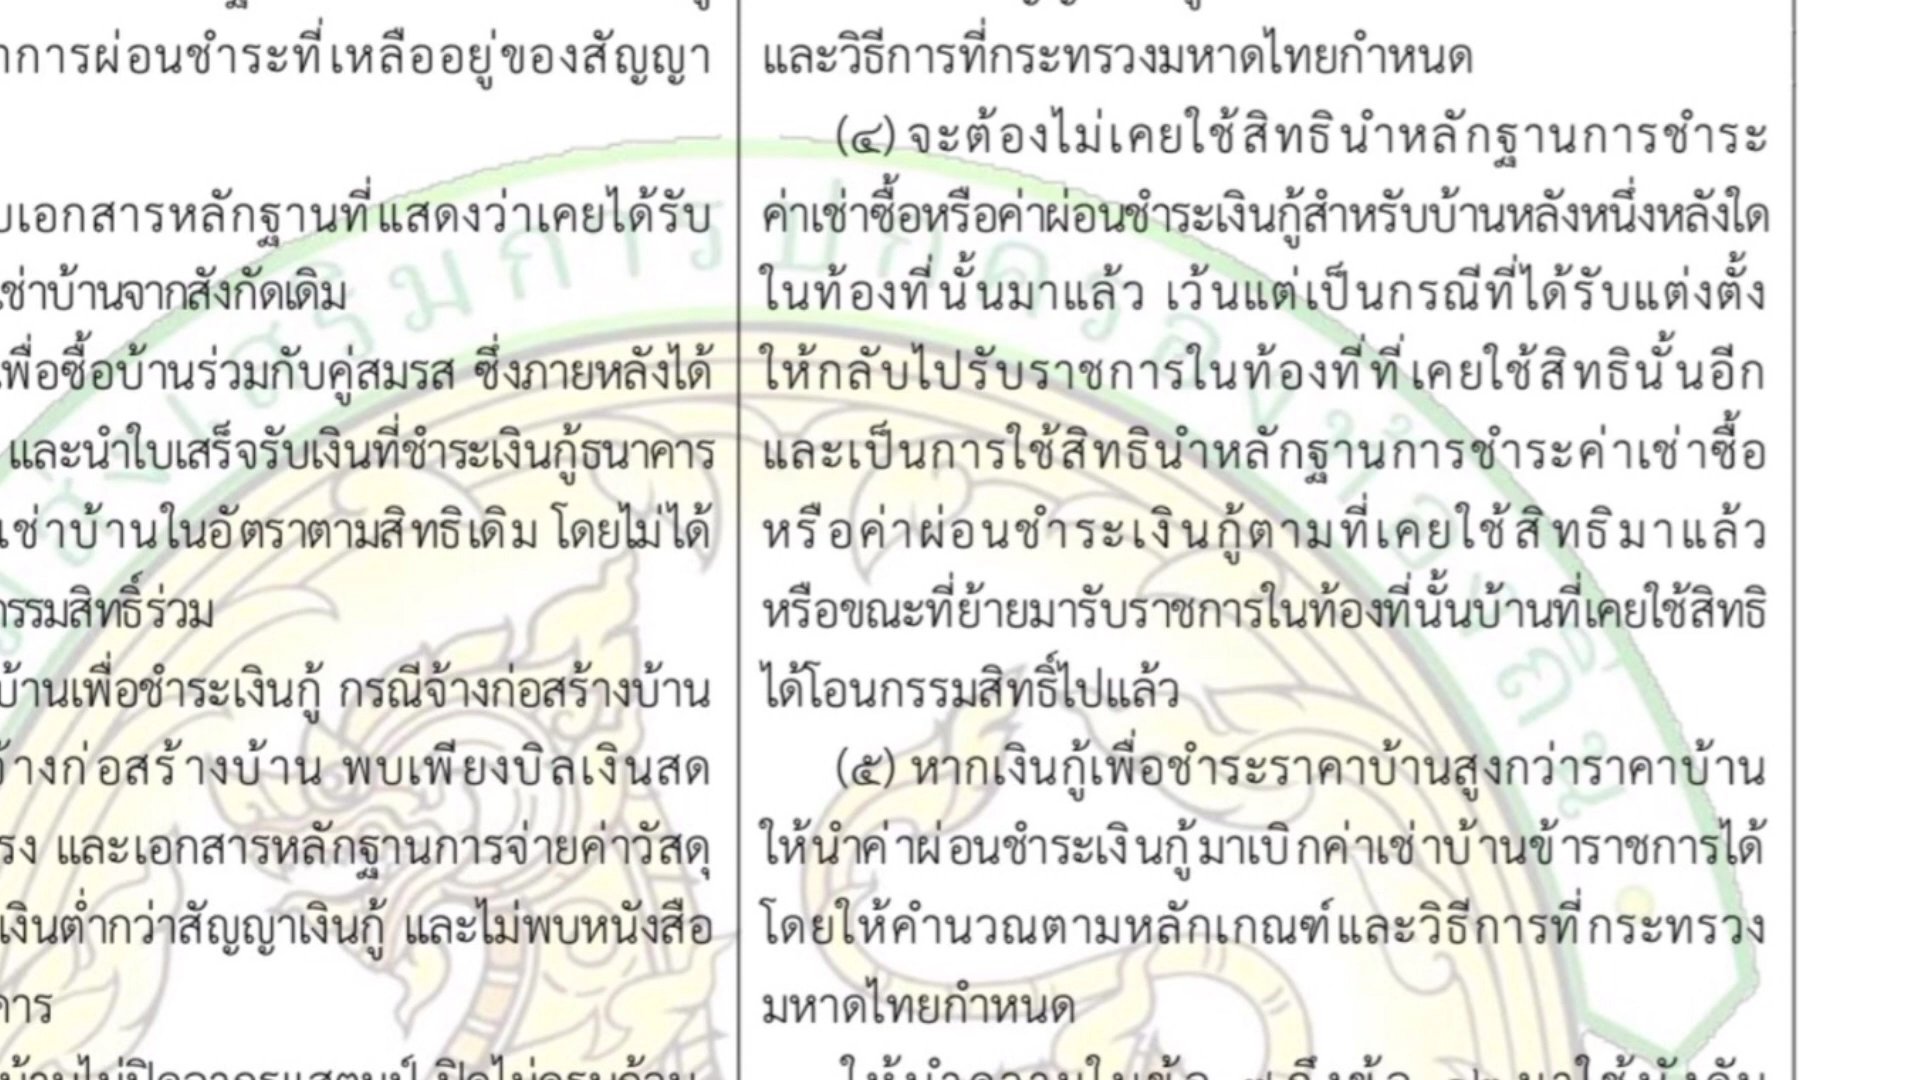 าการผ่อนชำระที่เหลืออยู่ของสัญญา
บเอกสารหลักฐานที่แสดงว่าเคยได้รับ
เช่าบ้านจากสังกัดเดิม
เพื่อซื้อบ้านร่วมกับคู่สมรส ซึ่งภายหลังได้
และนำใบเสร็จรับเงินที่ชำระเงินกู้ธนาคาร
เช่าบ้านในอัตราตามสิทธิเดิม โดยไม่ได้
กรรมสิทธิ์ร่วม
บ้านเพื่อชำระเงินกู้ กรณีจ้างก่อสร้างบ้าน
จ้างก่อสร้างบ้าน พบเพียงบิลเงินสด
รง และเอกสารหลักฐานการจ่ายค่าวัสดุ
เงินต่ำกว่าสัญญาเงินกู้ และไม่พบหนังสือ
คาร
และวิธีการที่กระทรวงมหาดไทยกำหนด
(๔) จะต้องไม่เคยใช้สิทธินำหลักฐานการชำระ
ค่าเช่าซื้อหรือค่าผ่อนชำระเงินกู้สำหรับบ้านหลังหนึ่งหลังใด
ในท้องที่นั้นมาแล้ว เว้นแต่เป็นกรณีที่ได้รับแต่งตั้ง
ให้กลับไปรับราชการในท้องที่ที่เคยใช้สิทธินั้นอีก
และเป็นการใช้สิทธินำหลักฐานการชำระค่าเช่าซื้อ
หรือค่าผ่อนชำระเงินกู้ตามที่เคยใช้สิทธิมาแล้ว
หรือขณะที่ย้ายมารับราชการในท้องที่นั้นบ้านที่เคยใช้สิทธิ
ได้โอนกรรมสิทธิ์ไปแล้ว
(๕) หากเงินกู้เพื่อชำระราคาบ้านสูงกว่าราคาบ้าน
ให้นำค่าผ่อนชำระเงินกู้มาเบิกค่าเช่าบ้านข้าราชการได้
โดยให้คำนวณตามหลักเกณฑ์และวิธีการที่กระทรวง
มหาดไทยกำหนด